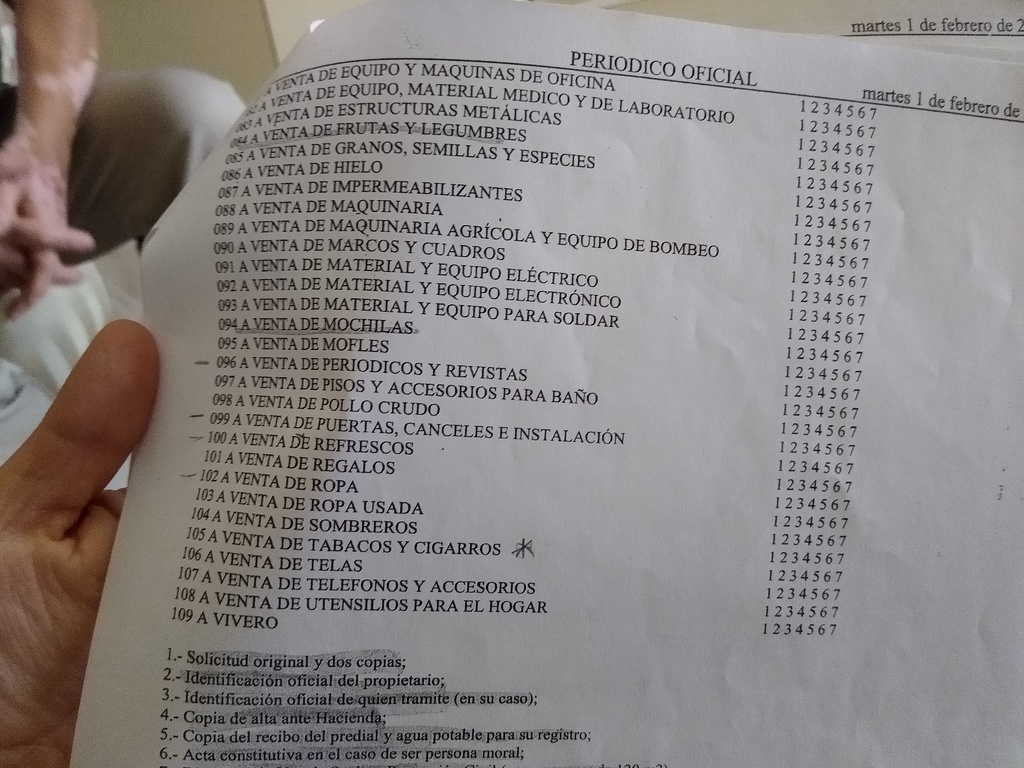 martes 1 de febrero de 2
PERIODICO OFICIAL
martes 1 de febrero de
A VENTA DE EQUIPO Y MAQUINAS DE OFICINA 1 2 3 4 5 6 7
A VENTA DE EQUIPO, MATERIAL MEDICO Y DE LABORATORIO 1 2 3 4 5 6 7
083 A VENTA DE ESTRUCTURAS METÁLICAS 1 2 3 4 5 6 7
084 A VENTA DE FRUTAS Y LEGUMBRES 1 2 3 4 5 6 7
085 A VENTA DE GRANOS, SEMILLAS Y ESPECIES 1 2 3 4 5 6 7
086 A VENTA DE HIELO 1 2 3 4 5 6 7
087 A VENTA DE IMPERMEABILIZANTES 1 2 3 4 5 6 7
088 A VENTA DE MAQUINARIA 1 2 3 4 5 6 7
089 A VENTA DE MAQUINARIA AGRÍCOLA Y EQUIPO DE BOMBEO 1 2 3 4 5 6 7
090 A VENTA DE MARCOS Y CUADROS 1 2 3 4 5 6 7
091 A VENTA DE MATERIAL Y EQUIPO ELÉCTRICO 1 2 3 4 5 6 7
092 A VENTA DE MATERIAL Y EQUIPO ELECTRÓNICO 1 2 3 4 5 6 7
093 A VENTA DE MATERIAL Y EQUIPO PARA SOLDAR 1 2 3 4 5 6 7
094 A VENTA DE MOCHILAS 1 2 3 4 5 6 7
095 A VENTA DE MOFLES 1 2 3 4 5 6 7
096 A VENTA DE PERIODICOS Y REVISTAS 1 2 3 4 5 6 7
097 A VENTA DE PISOS Y ACCESORIOS PARA BAÑO 1 2 3 4 5 6 7
098 A VENTA DE POLLO CRUDO 1 2 3 4 5 6 7
099 A VENTA DE PUERTAS, CANCELES E INSTALACIÓN 1 2 3 4 5 6 7
100 A VENTA DE REFRESCOS 1 2 3 4 5 6 7
101 A VENTA DE REGALOS 1 2 3 4 5 6 7
102 A VENTA DE ROPA 1 2 3 4 5 6 7
103 A VENTA DE ROPA USADA 1 2 3 4 5 6 7
104 A VENTA DE SOMBREROS 1 2 3 4 5 6 7
105 A VENTA DE TABACOS Y CIGARROS 1 2 3 4 5 6 7
106 A VENTA DE TELAS 1 2 3 4 5 6 7
107 A VENTA DE TELEFONOS Y ACCESORIOS 1 2 3 4 5 6 7
108 A VENTA DE UTENSILIOS PARA EL HOGAR 1 2 3 4 5 6 7
109 A VIVERO 1 2 3 4 5 6 7
1.- Solicitud original y dos copias;
2.- Identificación oficial del propietario;
3.- Identificación oficial de quien tramite (en su caso);
4.- Copia de alta ante Hacienda;
5.- Copia del recibo del predial y agua potable para su registro;
6.- Acta constitutiva en el caso de ser persona moral;